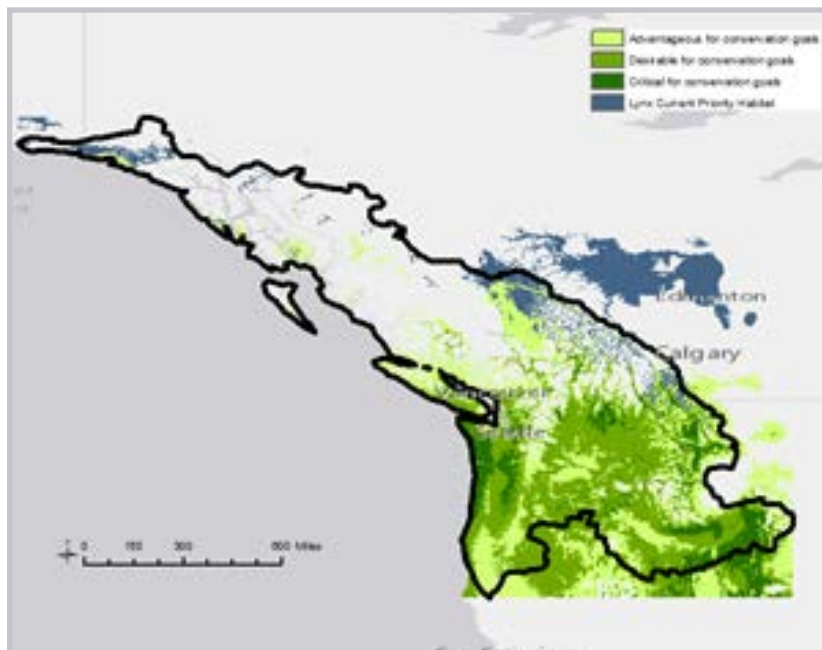 Advantageous for conservation goals
Desirable for conservation goals
Critical for conservation goals
Lynx Current Priority Habitat
Edmonton
Calgary
Vancouver
Seattle
0 150 300 600 Miles